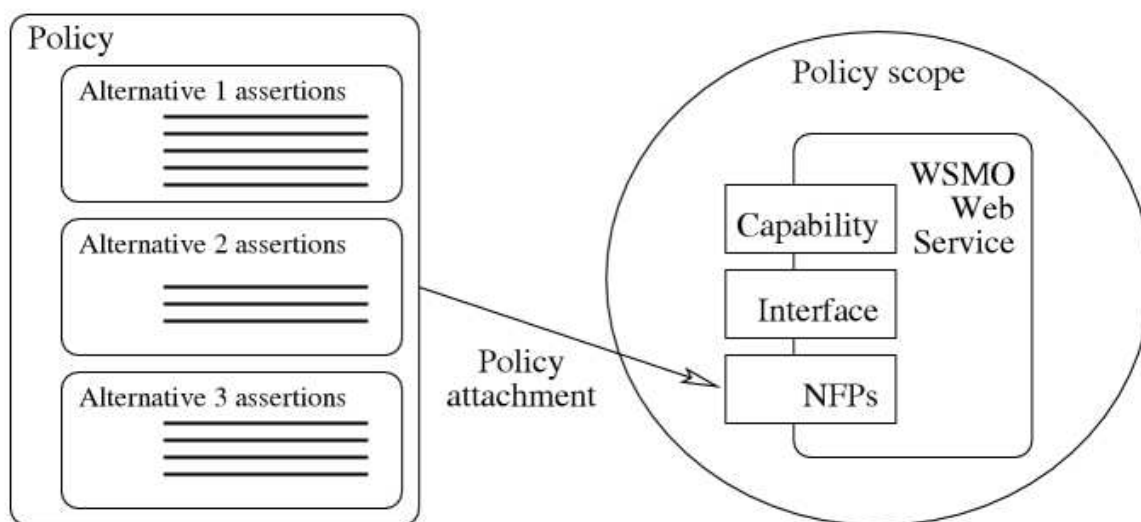 Policy
Alternative 1 assertions
Alternative 2 assertions
Alternative 3 assertions
Policy
attachment
Policy scope
WSMO
Web
Service
Capability
Interface
NFPs